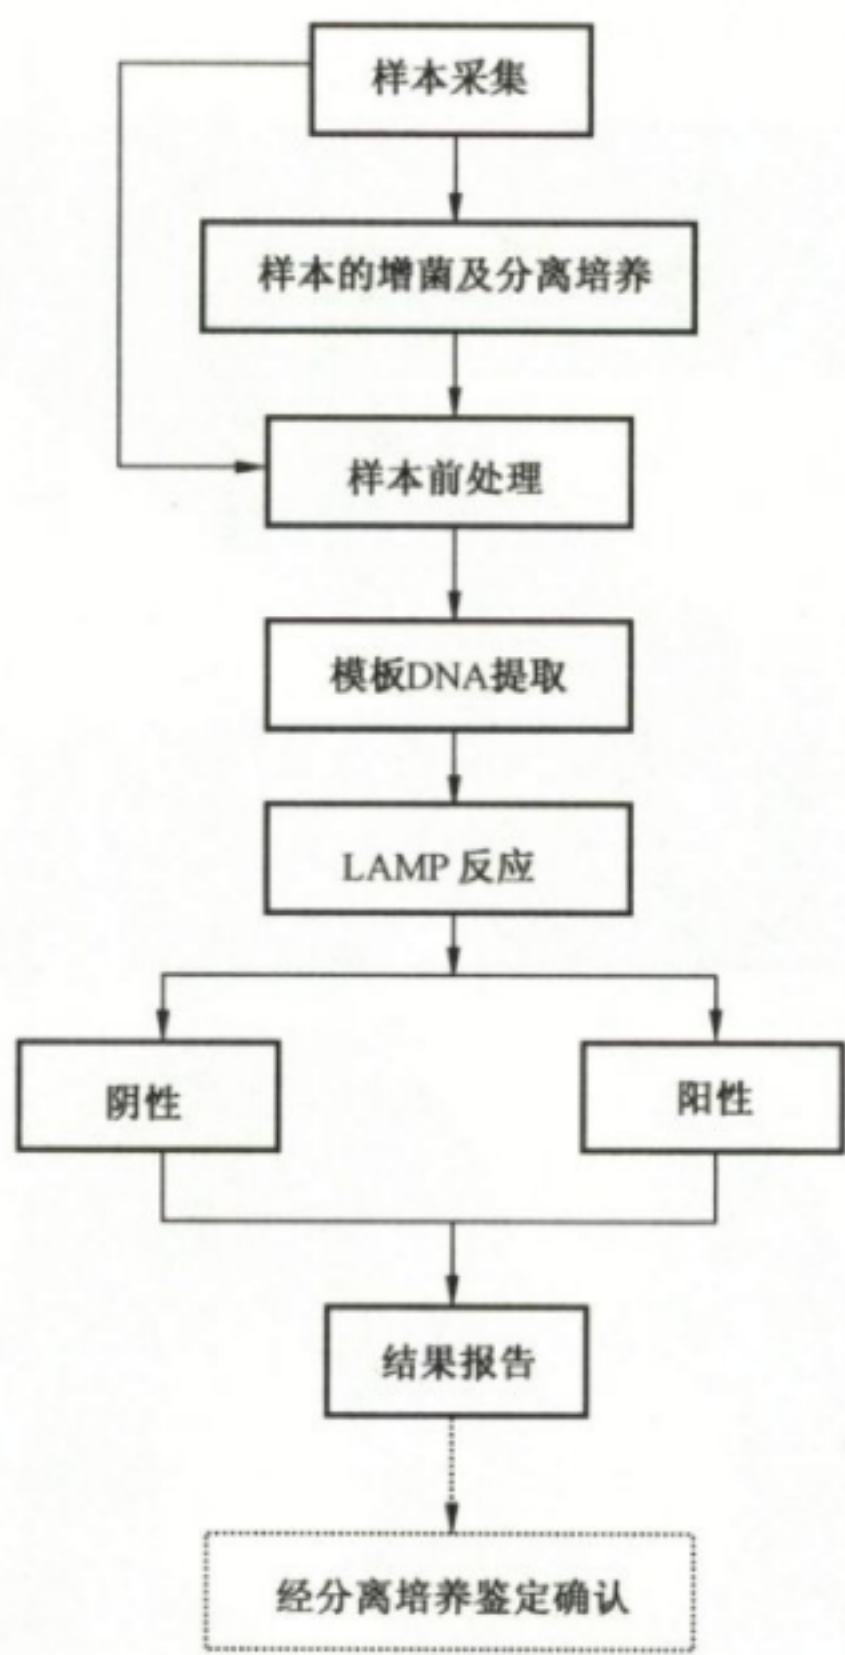 样本采集
样本的增菌及分离培养
样本前处理
模板DNA提取
LAMP 反应
阴性
阳性
结果报告
经分离培养鉴定确认